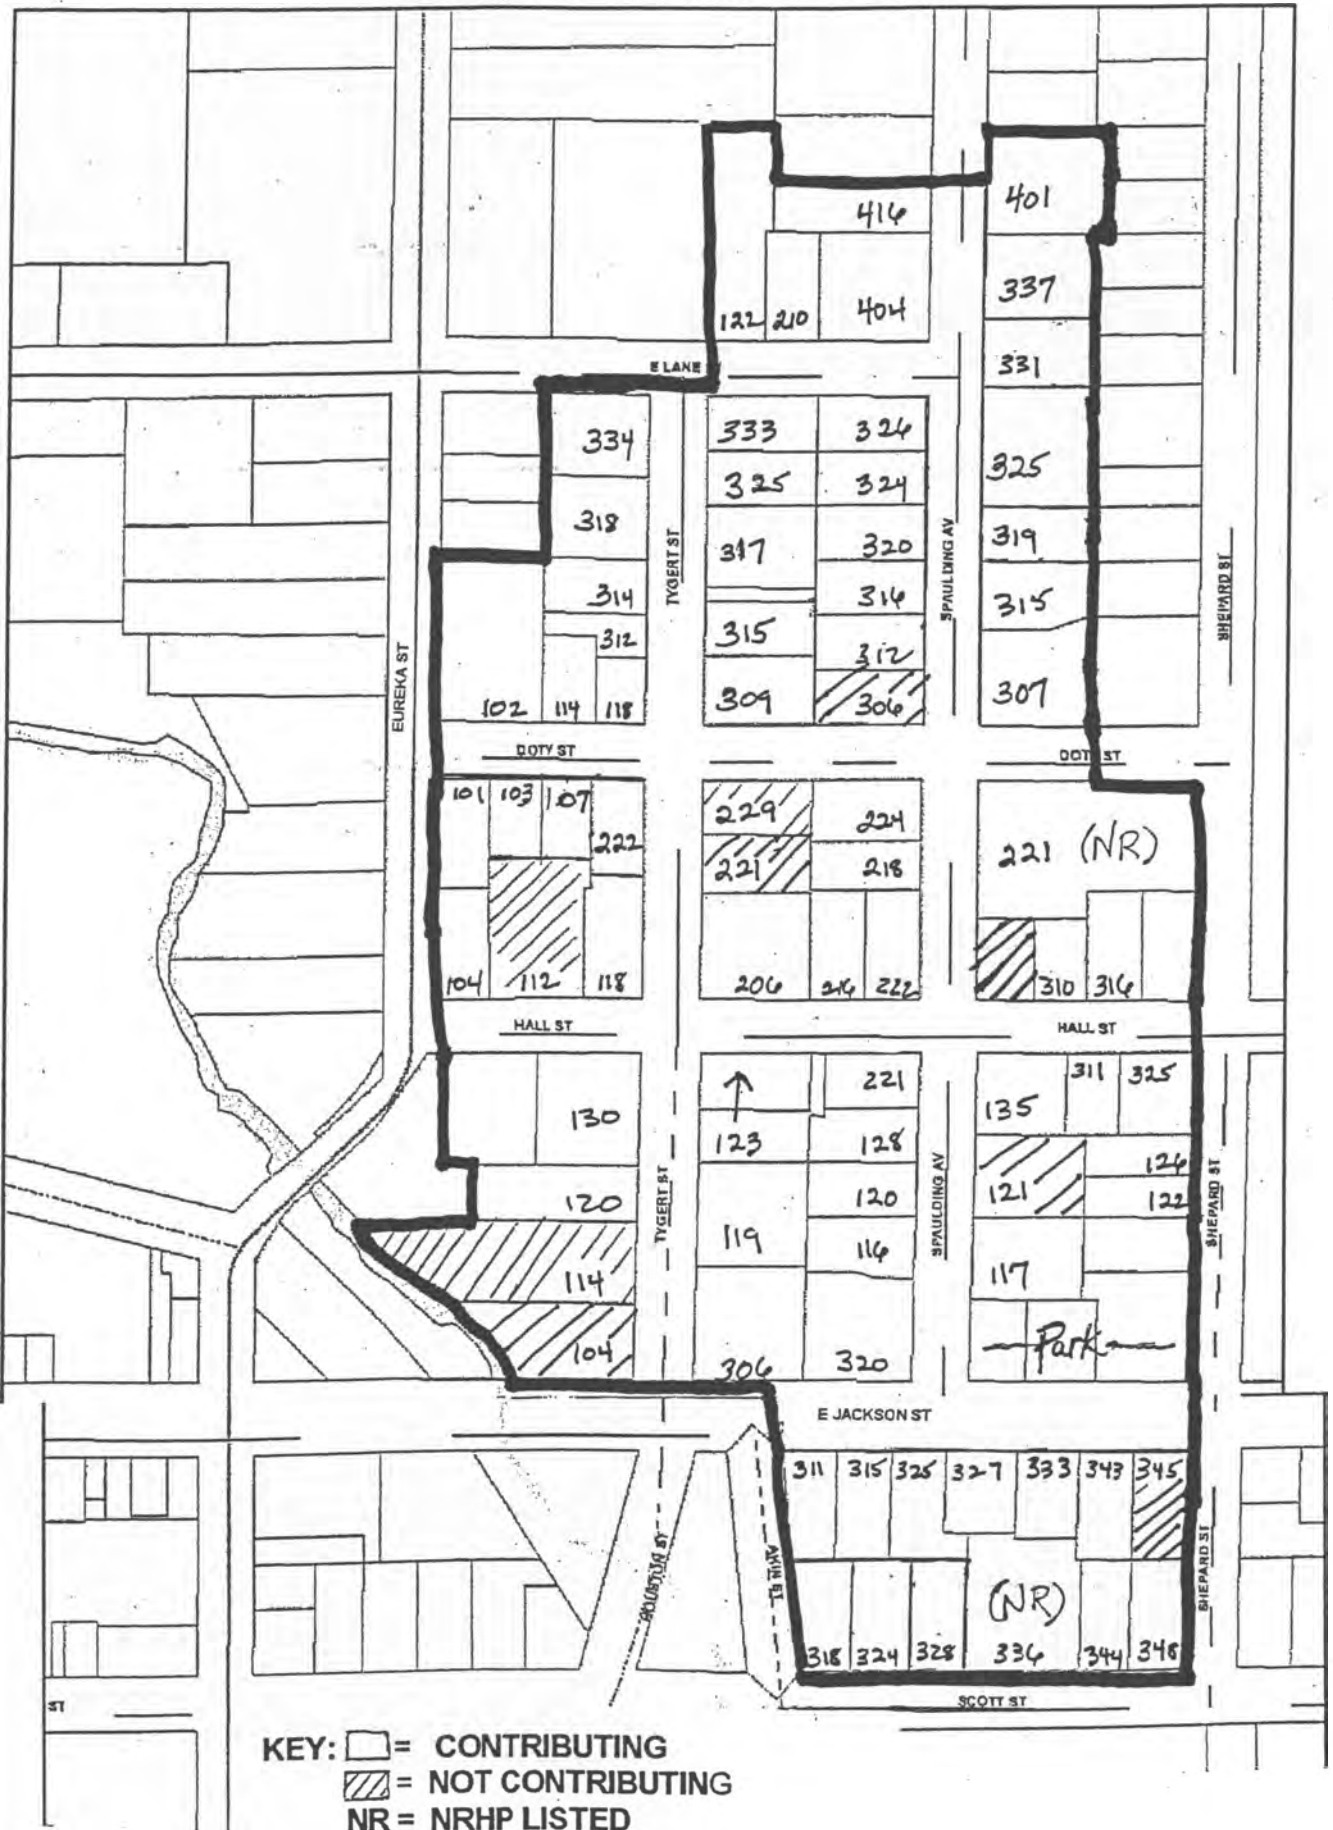 401
416
337
122 210 404
E LANE
331
334
333
326
325
324
325
318
317
320
319
TYGERT ST
SPAULDING AV
SHEPARD ST
314
316
315
312
315
312
EUREKA ST
307
309
306
102 114 118
DOTY ST
DOTY ST
101 103 107
229
224
222
221
218
221 (NR)
104 112 118
206 216 222
310 316
HALL ST
HALL ST
311 325
221
135
130
123
128
126
121
122
120
120
TYGERT ST
SPAULDING AV
SHEPARD ST
119
116
114
117
104
Park
306
320
E JACKSON ST
311 315 325 327 333 343 345
HOUSTON ST
AKIN ST
SHEPARD ST
(NR)
318 324 328 336 344 348
SCOTT ST
ST
KEY: = CONTRIBUTING
= NOT CONTRIBUTING
NR = NRHP LISTED